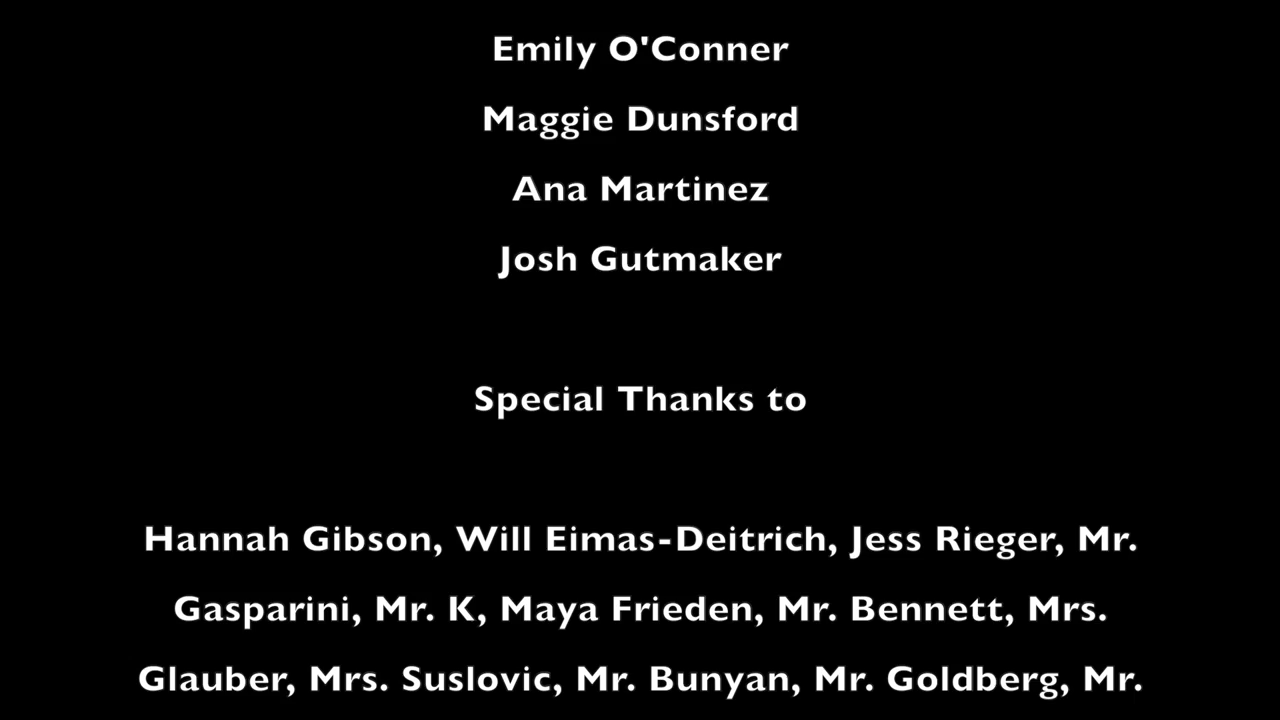 Emily O'Conner
Maggie Dunsford
Ana Martinez
Josh Gutmaker
Special Thanks to
Hannah Gibson, Will Eimas-Deitrich, Jess Rieger, Mr.
Gasparini, Mr. K, Maya Frieden, Mr. Bennett, Mrs.
Glauber, Mrs. Suslovic, Mr. Bunyan, Mr. Goldberg, Mr.